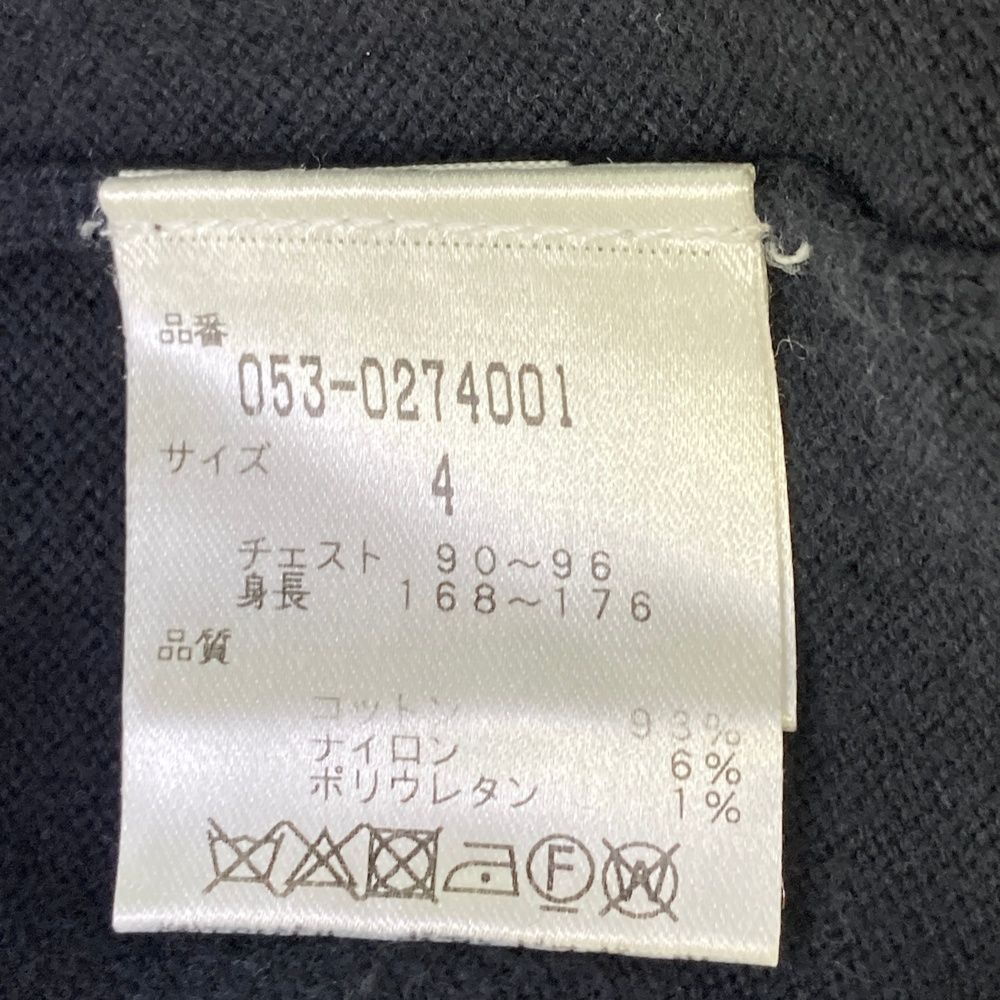 品番
053-0274001
サイズ
4
チェスト 90～96
身長 168～176
品質
コットン 93%
ナイロン 6%
ポリウレタン 1%
F W